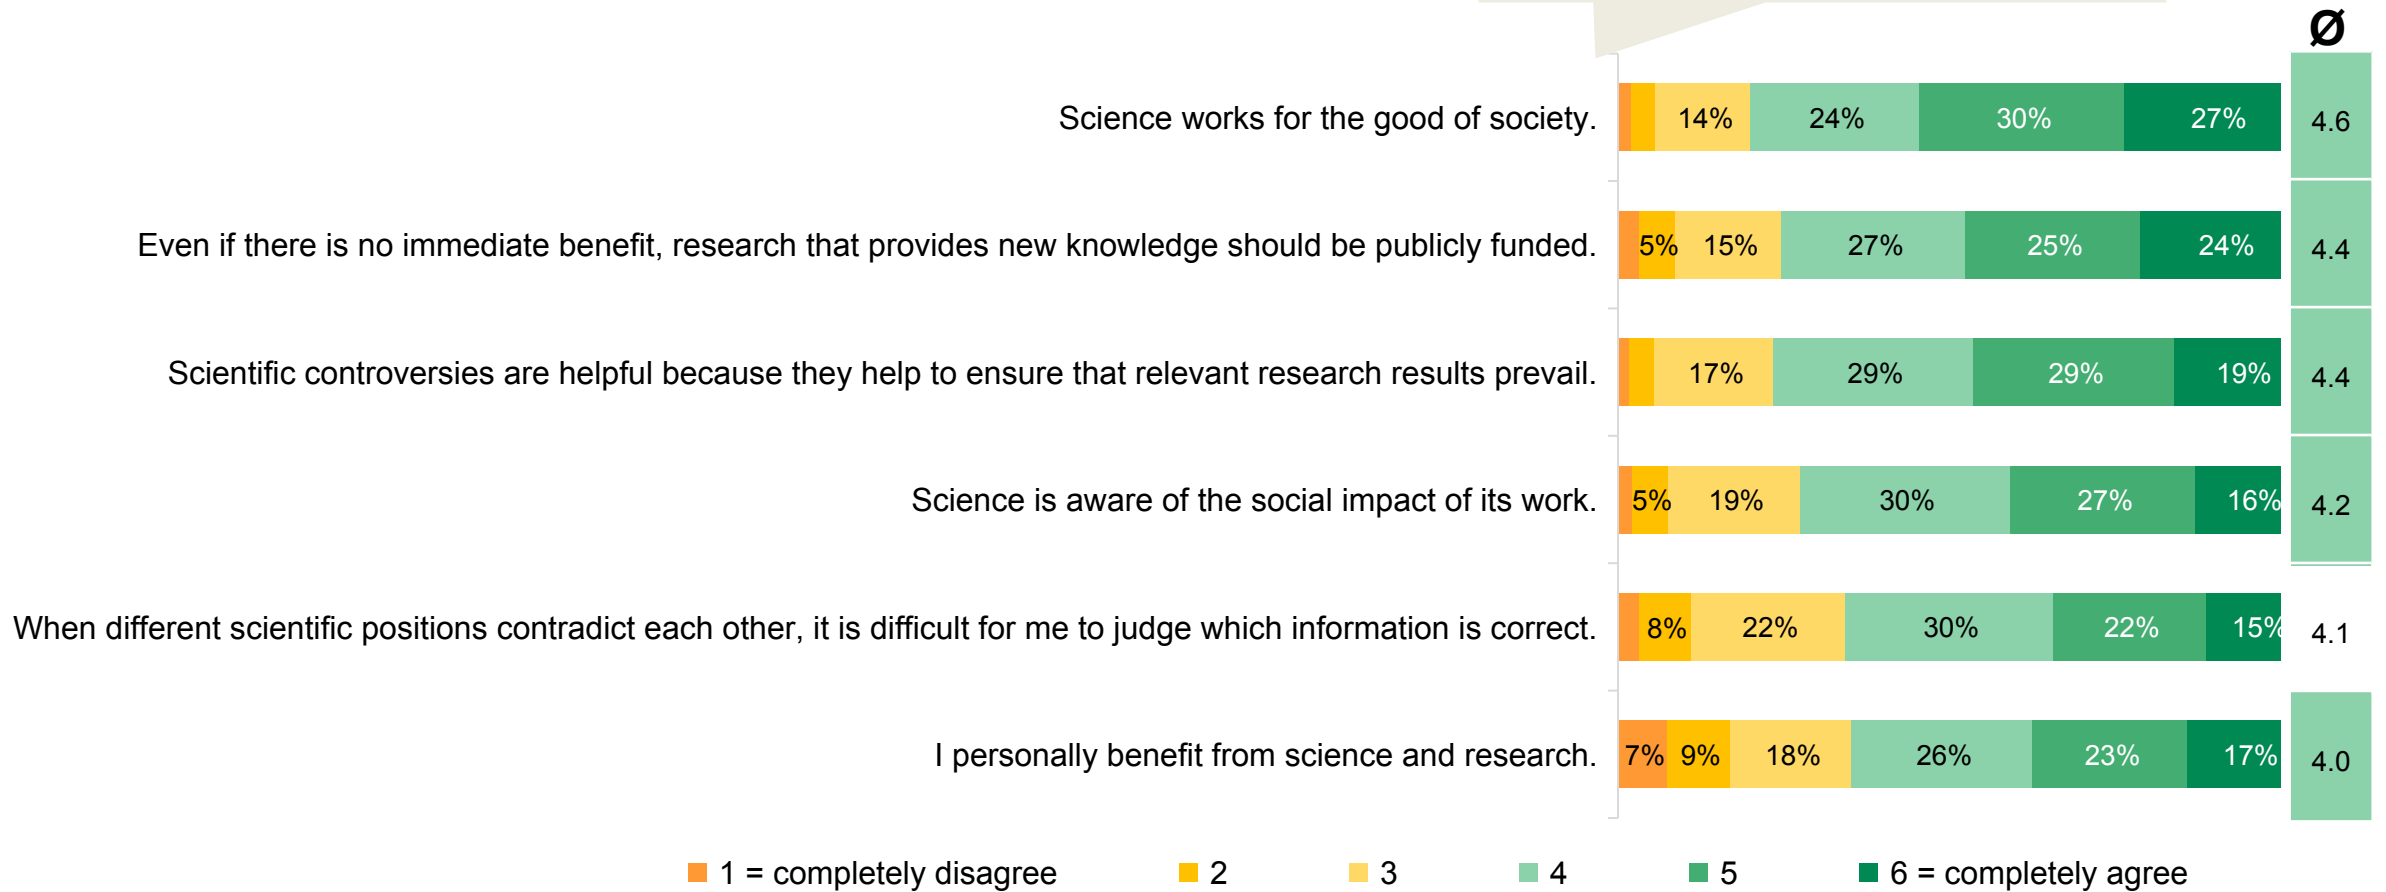 Ø
Science works for the good of society. 14% 24% 30% 27% 4.6
Even if there is no immediate benefit, research that provides new knowledge should be publicly funded. 5% 15% 27% 25% 24% 4.4
Scientific controversies are helpful because they help to ensure that relevant research results prevail. 17% 29% 29% 19% 4.4
Science is aware of the social impact of its work. 5% 19% 30% 27% 16% 4.2
When different scientific positions contradict each other, it is difficult for me to judge which information is correct. 8% 22% 30% 22% 15% 4.1
I personally benefit from science and research. 7% 9% 18% 26% 23% 17% 4.0
1 = completely disagree 2 3 4 5 6 = completely agree